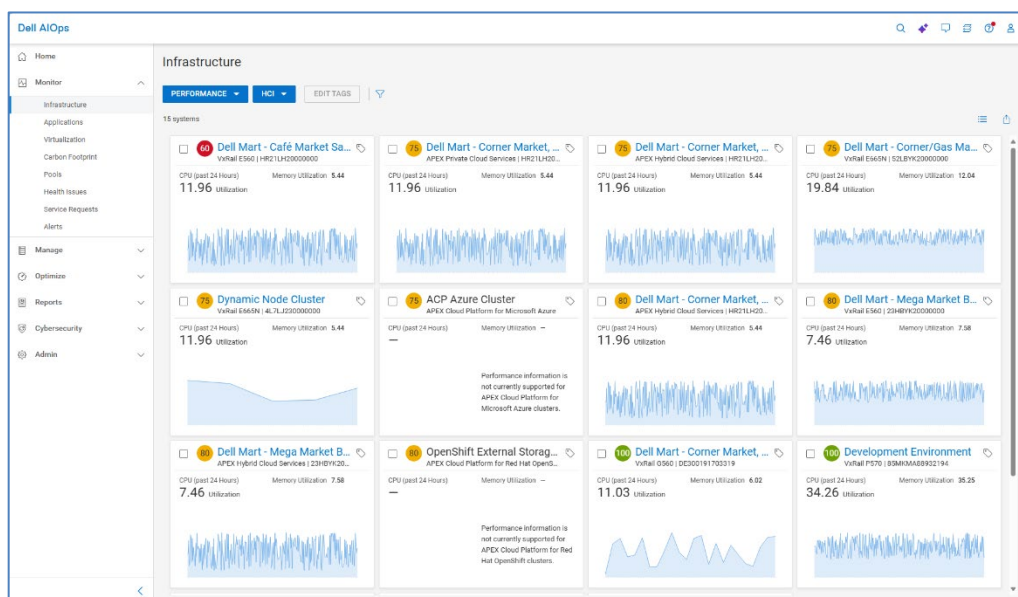 Dell AIOps
Home
Monitor
Infrastructure
Applications
Virtualization
Carbon Footprint
Pools
Health Issues
Service Requests
Alerts
Manage
Optimize
Reports
Cybersecurity
Admin
Infrastructure
PERFORMANCE HCI EDIT TAGS
15 systems
60 Dell Mart - Café Market Sa...
VxRail E560 | HR21LH20000000
CPU (past 24 Hours) Memory Utilization 5.44
11.96 Utilization
75 Dell Mart - Corner Market, ...
APEX Private Cloud Services | HR21LH20...
CPU (past 24 Hours) Memory Utilization 5.44
11.96 Utilization
75 Dell Mart - Corner Market, ...
APEX Hybrid Cloud Services | HR21LH20...
CPU (past 24 Hours) Memory Utilization 5.44
11.96 Utilization
75 Dell Mart - Corner/Gas Ma...
VxRail E665N | 52LBYK20000000
CPU (past 24 Hours) Memory Utilization 12.04
19.84 Utilization
75 Dynamic Node Cluster
VxRail E665N | 4L7LJ230000000
CPU (past 24 Hours) Memory Utilization 5.44
11.96 Utilization
75 ACP Azure Cluster
APEX Cloud Platform for Microsoft Azure
CPU (past 24 Hours) Memory Utilization —
—
Performance information is
not currently supported for
APEX Cloud Platform for
Microsoft Azure clusters.
80 Dell Mart - Corner Market, ...
APEX Hybrid Cloud Services | HR21LH20...
CPU (past 24 Hours) Memory Utilization 5.44
11.96 Utilization
80 Dell Mart - Mega Market B...
VxRail E560 | 23HBYK20000000
CPU (past 24 Hours) Memory Utilization 7.58
7.46 Utilization
80 Dell Mart - Mega Market B...
APEX Hybrid Cloud Services | 23HBYK20...
CPU (past 24 Hours) Memory Utilization 7.58
7.46 Utilization
80 OpenShift External Storag...
APEX Cloud Platform for Red Hat OpenS...
CPU (past 24 Hours) Memory Utilization —
—
Performance information is
not currently supported for
APEX Cloud Platform for Red
Hat OpenShift clusters.
100 Dell Mart - Corner Market, ...
VxRail G560 | DE300191703319
CPU (past 24 Hours) Memory Utilization 6.02
11.03 Utilization
100 Development Environment
VxRail P570 | 85MKMA88932194
CPU (past 24 Hours) Memory Utilization 35.25
34.26 Utilization